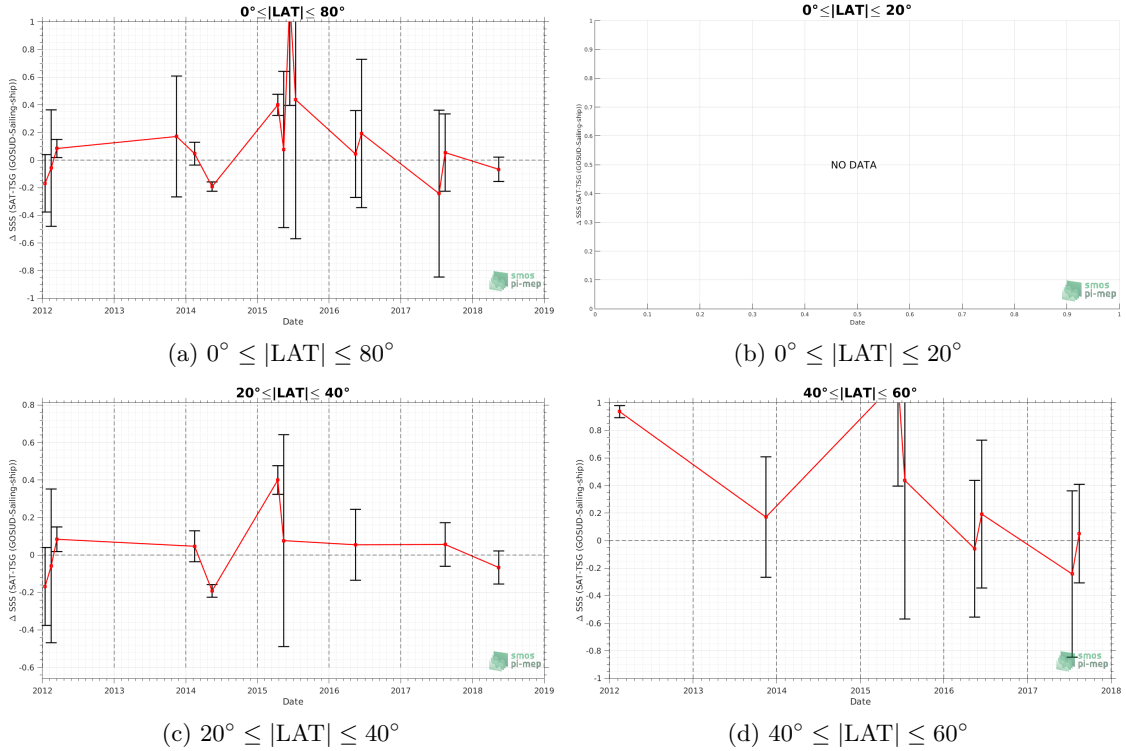 0°≤|LAT|≤ 80°
1
0.8
0.6
0.4
0.2
0
-0.2
-0.4
-0.6
-0.8
-1
Δ SSS (SAT-TSG (GOSUD-Sailing-ship))
2012 2013 2014 2015 2016 2017 2018 2019
Date
smos
pi-mep
(a) 0° ≤ |LAT| ≤ 80°
0°≤|LAT|≤ 20°
1
0.9
0.8
0.7
0.6
0.5
0.4
0.3
0.2
0.1
0
Δ SSS (SAT-TSG (GOSUD-Sailing-ship))
NO DATA
0 0.1 0.2 0.3 0.4 0.5 0.6 0.7 0.8 0.9 1
Date
smos
pi-mep
(b) 0° ≤ |LAT| ≤ 20°
20°≤|LAT|≤ 40°
0.8
0.6
0.4
0.2
0
-0.2
-0.4
-0.6
Δ SSS (SAT-TSG (GOSUD-Sailing-ship))
2012 2013 2014 2015 2016 2017 2018 2019
Date
smos
pi-mep
(c) 20° ≤ |LAT| ≤ 40°
40°≤|LAT|≤ 60°
1
0.8
0.6
0.4
0.2
0
-0.2
-0.4
-0.6
-0.8
-1
Δ SSS (SAT-TSG (GOSUD-Sailing-ship))
2012 2013 2014 2015 2016 2017 2018
Date
smos
pi-mep
(d) 40° ≤ |LAT| ≤ 60°